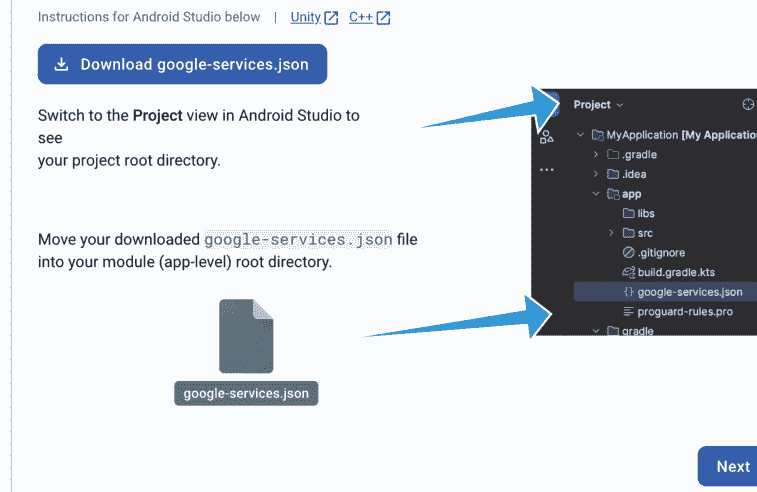 Instructions for Android Studio below | Unity C++
Download google-services.json
Switch to the Project view in Android Studio to
see
your project root directory.
Move your downloaded google-services.json file
into your module (app-level) root directory.
google-services.json
Project
MyApplication [My Application
.gradle
.idea
app
libs
src
.gitignore
build.gradle.kts
google-services.json
proguard-rules.pro
gradle
Next